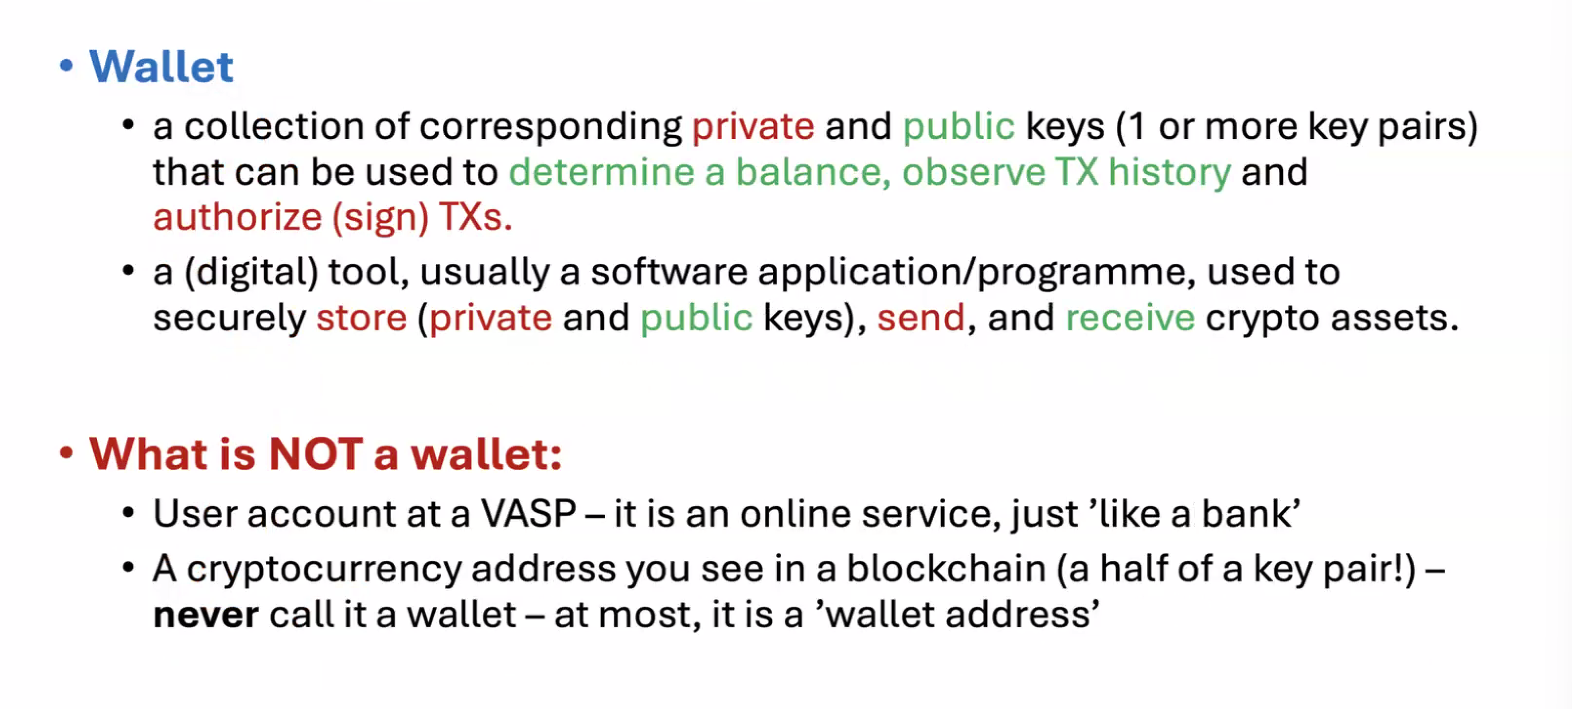 • Wallet
• a collection of corresponding private and public keys (1 or more key pairs)
that can be used to determine a balance, observe TX history and
authorize (sign) TXs.
• a (digital) tool, usually a software application/programme, used to
securely store (private and public keys), send, and receive crypto assets.
• What is NOT a wallet:
• User account at a VASP – it is an online service, just ’like a bank’
• A cryptocurrency address you see in a blockchain (a half of a key pair!) –
never call it a wallet – at most, it is a ’wallet address’